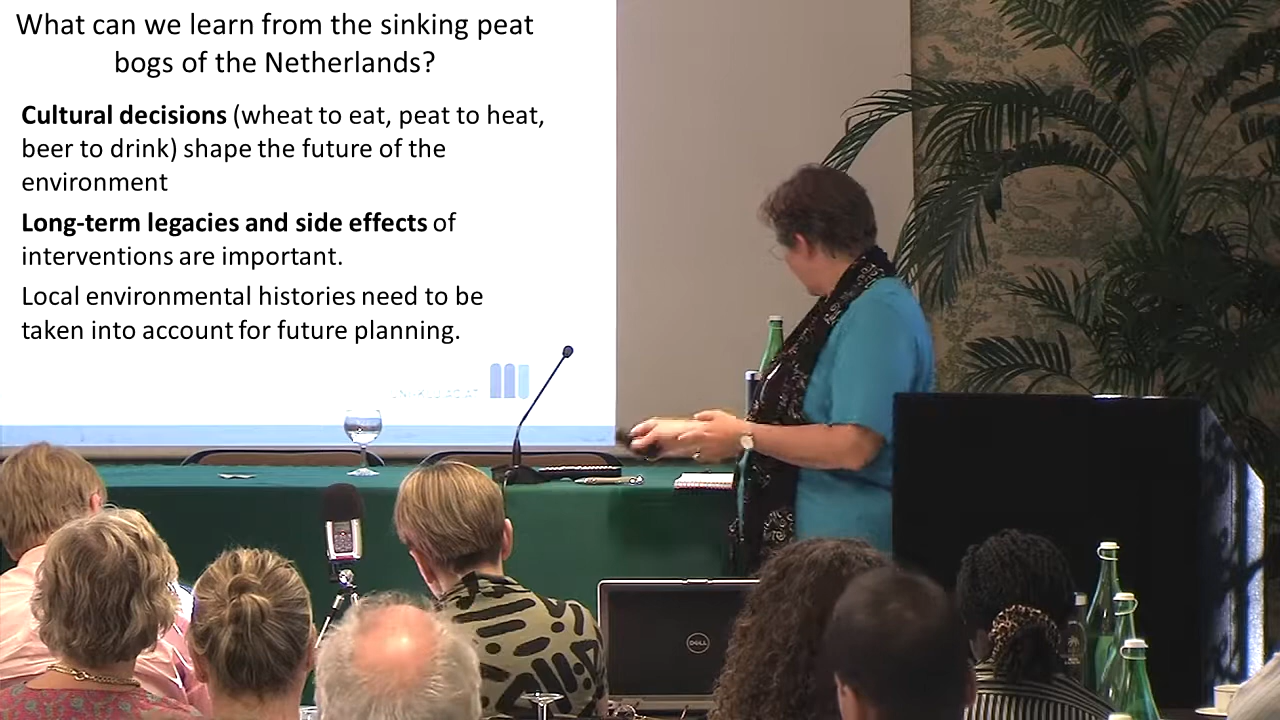 What can we learn from the sinking peat
bogs of the Netherlands?
Cultural decisions (wheat to eat, peat to heat,
beer to drink) shape the future of the
environment
Long-term legacies and side effects of
interventions are important.
Local environmental histories need to be
taken into account for future planning.
DELL